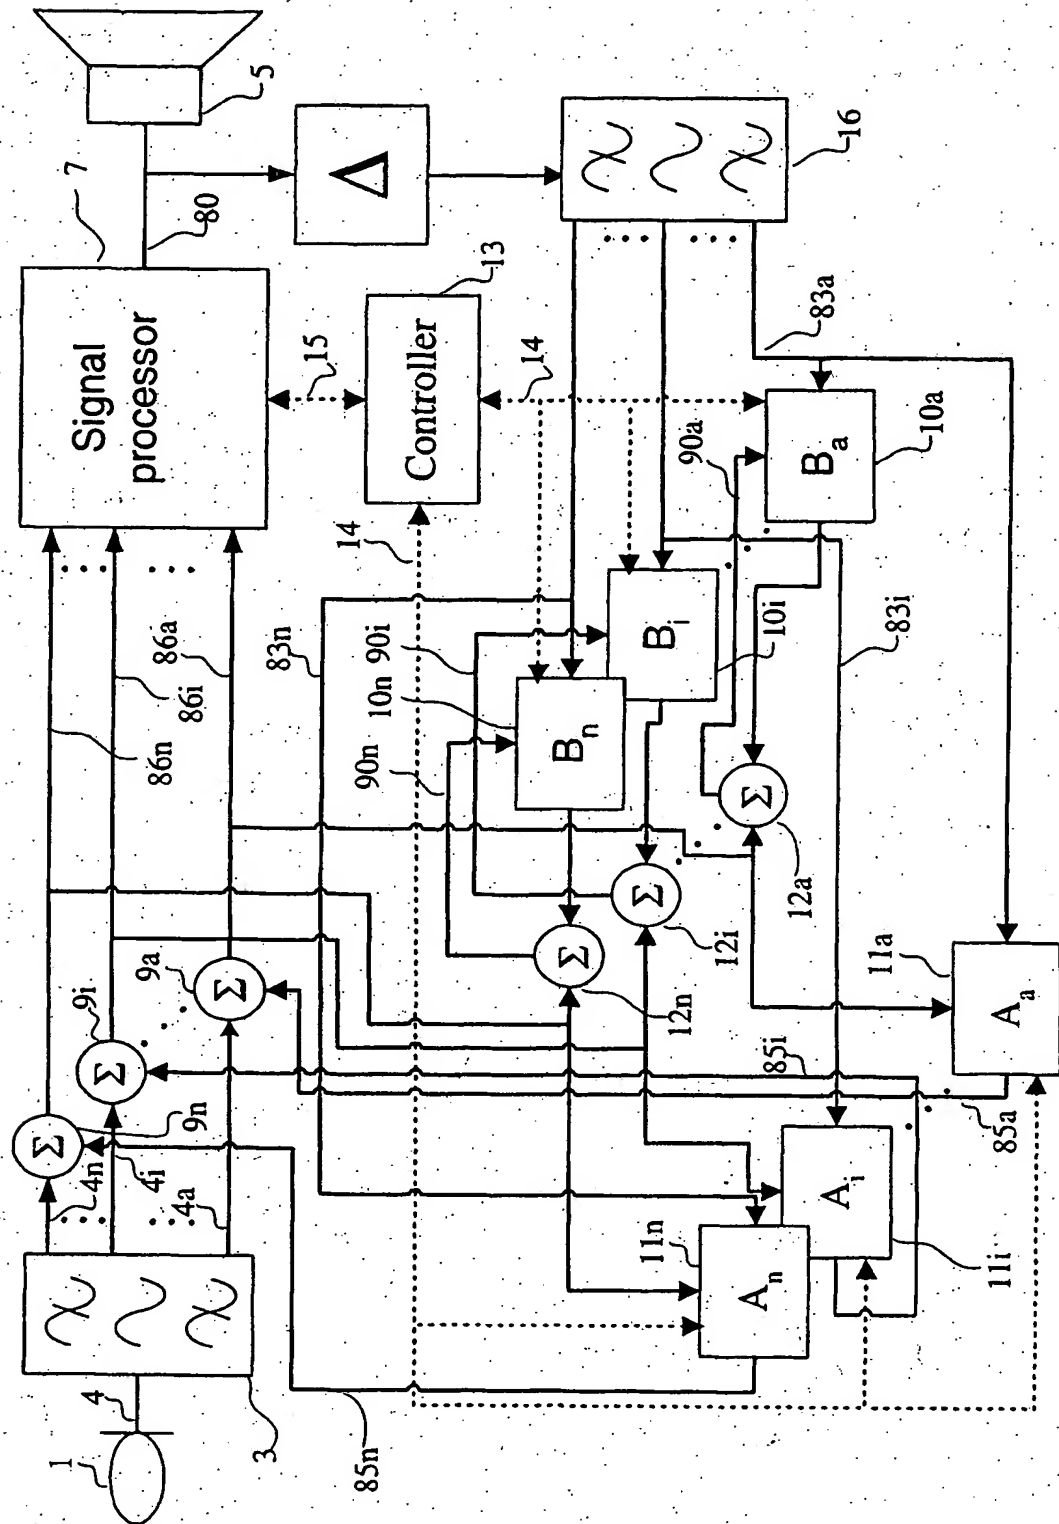 1
4
3
4n
4i
4a
Σ
9n
Σ
9i
Σ
9a
86n
86i
86a
Signal
processor
7
80
5
Δ
16
15
Controller
13
14
14
83n
90i
10n
90n
B n
B i
10i
90a
B a
10a
83a
83i
Σ
12n
Σ
12i
Σ
12a
85n
11n
A n
A i
11i
85i
85a
11a
A a